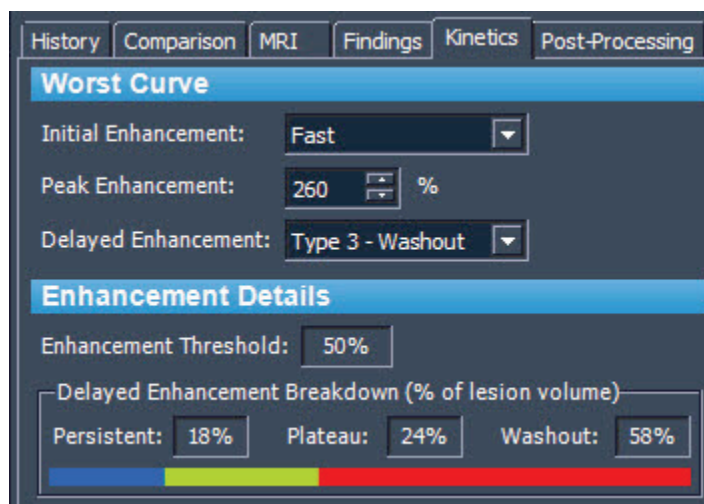 History Comparison MRI Findings Kinetics Post-Processing
Worst Curve
Initial Enhancement: Fast
Peak Enhancement: 260 %
Delayed Enhancement: Type 3 - Washout
Enhancement Details
Enhancement Threshold: 50%
Delayed Enhancement Breakdown (% of lesion volume)
Persistent: 18% Plateau: 24% Washout: 58%